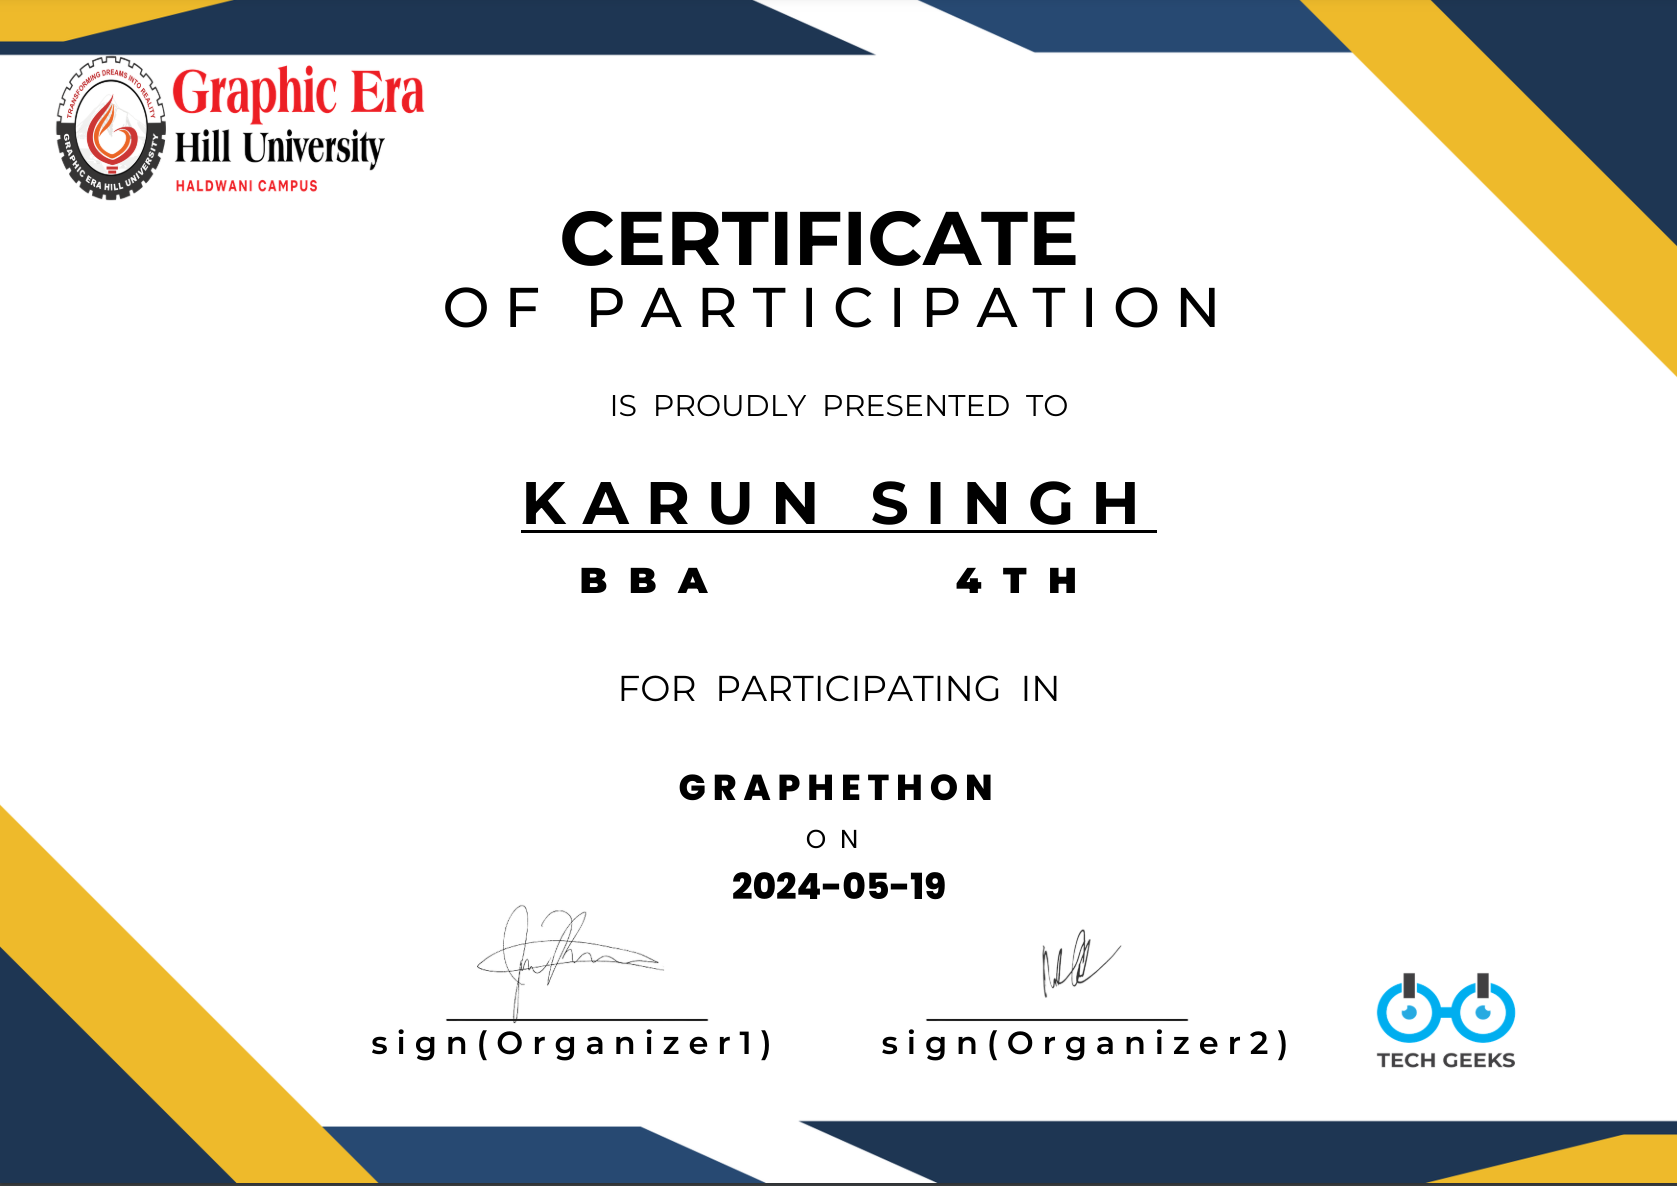 TRANSFORMING DREAMS INTO REALITY
GRAPHIC ERA HILL UNIVERSITY
Graphic Era
Hill University
HALDWANI CAMPUS
CERTIFICATE
OF PARTICIPATION
IS PROUDLY PRESENTED TO
KARUN SINGH
BBA 4TH
FOR PARTICIPATING IN
GRAPHETHON
ON
2024-05-19
sign(Organizer1) sign(Organizer2)
TECH GEEKS